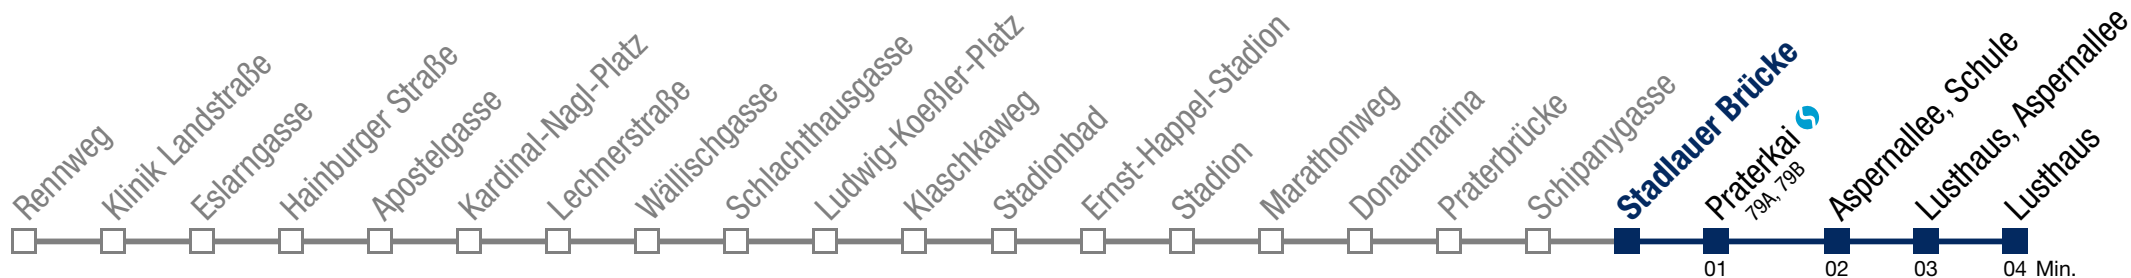 Rennweg
Klinik Landstraße
Eslarngasse
Hainburger Straße
Apostelgasse
Kardinal-Nagl-Platz
Lechnerstraße
Wällischgasse
Schlachthausgasse
Ludwig-Koeßler-Platz
Klaschkaweg
Stadionbad
Ernst-Happel-Stadion
Stadion
Marathonweg
Donaumarina
Praterbrücke
Schipanygasse
Stadlauer Brücke
Praterkai
79A, 79B
Aspernallee, Schule
Lusthaus, Aspernallee
Lusthaus
01 02 03 04 Min.